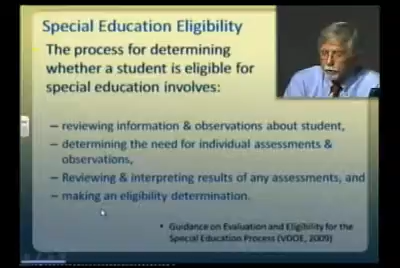 Special Education Eligibility
The process for determining
whether a student is eligible for
special education involves:
– reviewing information & observations about student,
– determining the need for individual assessments &
observations,
– Reviewing & interpreting results of any assessments, and
– making an eligibility determination.
• Guidance on Evaluation and Eligibility for the
Special Education Process (VDOE, 2009)